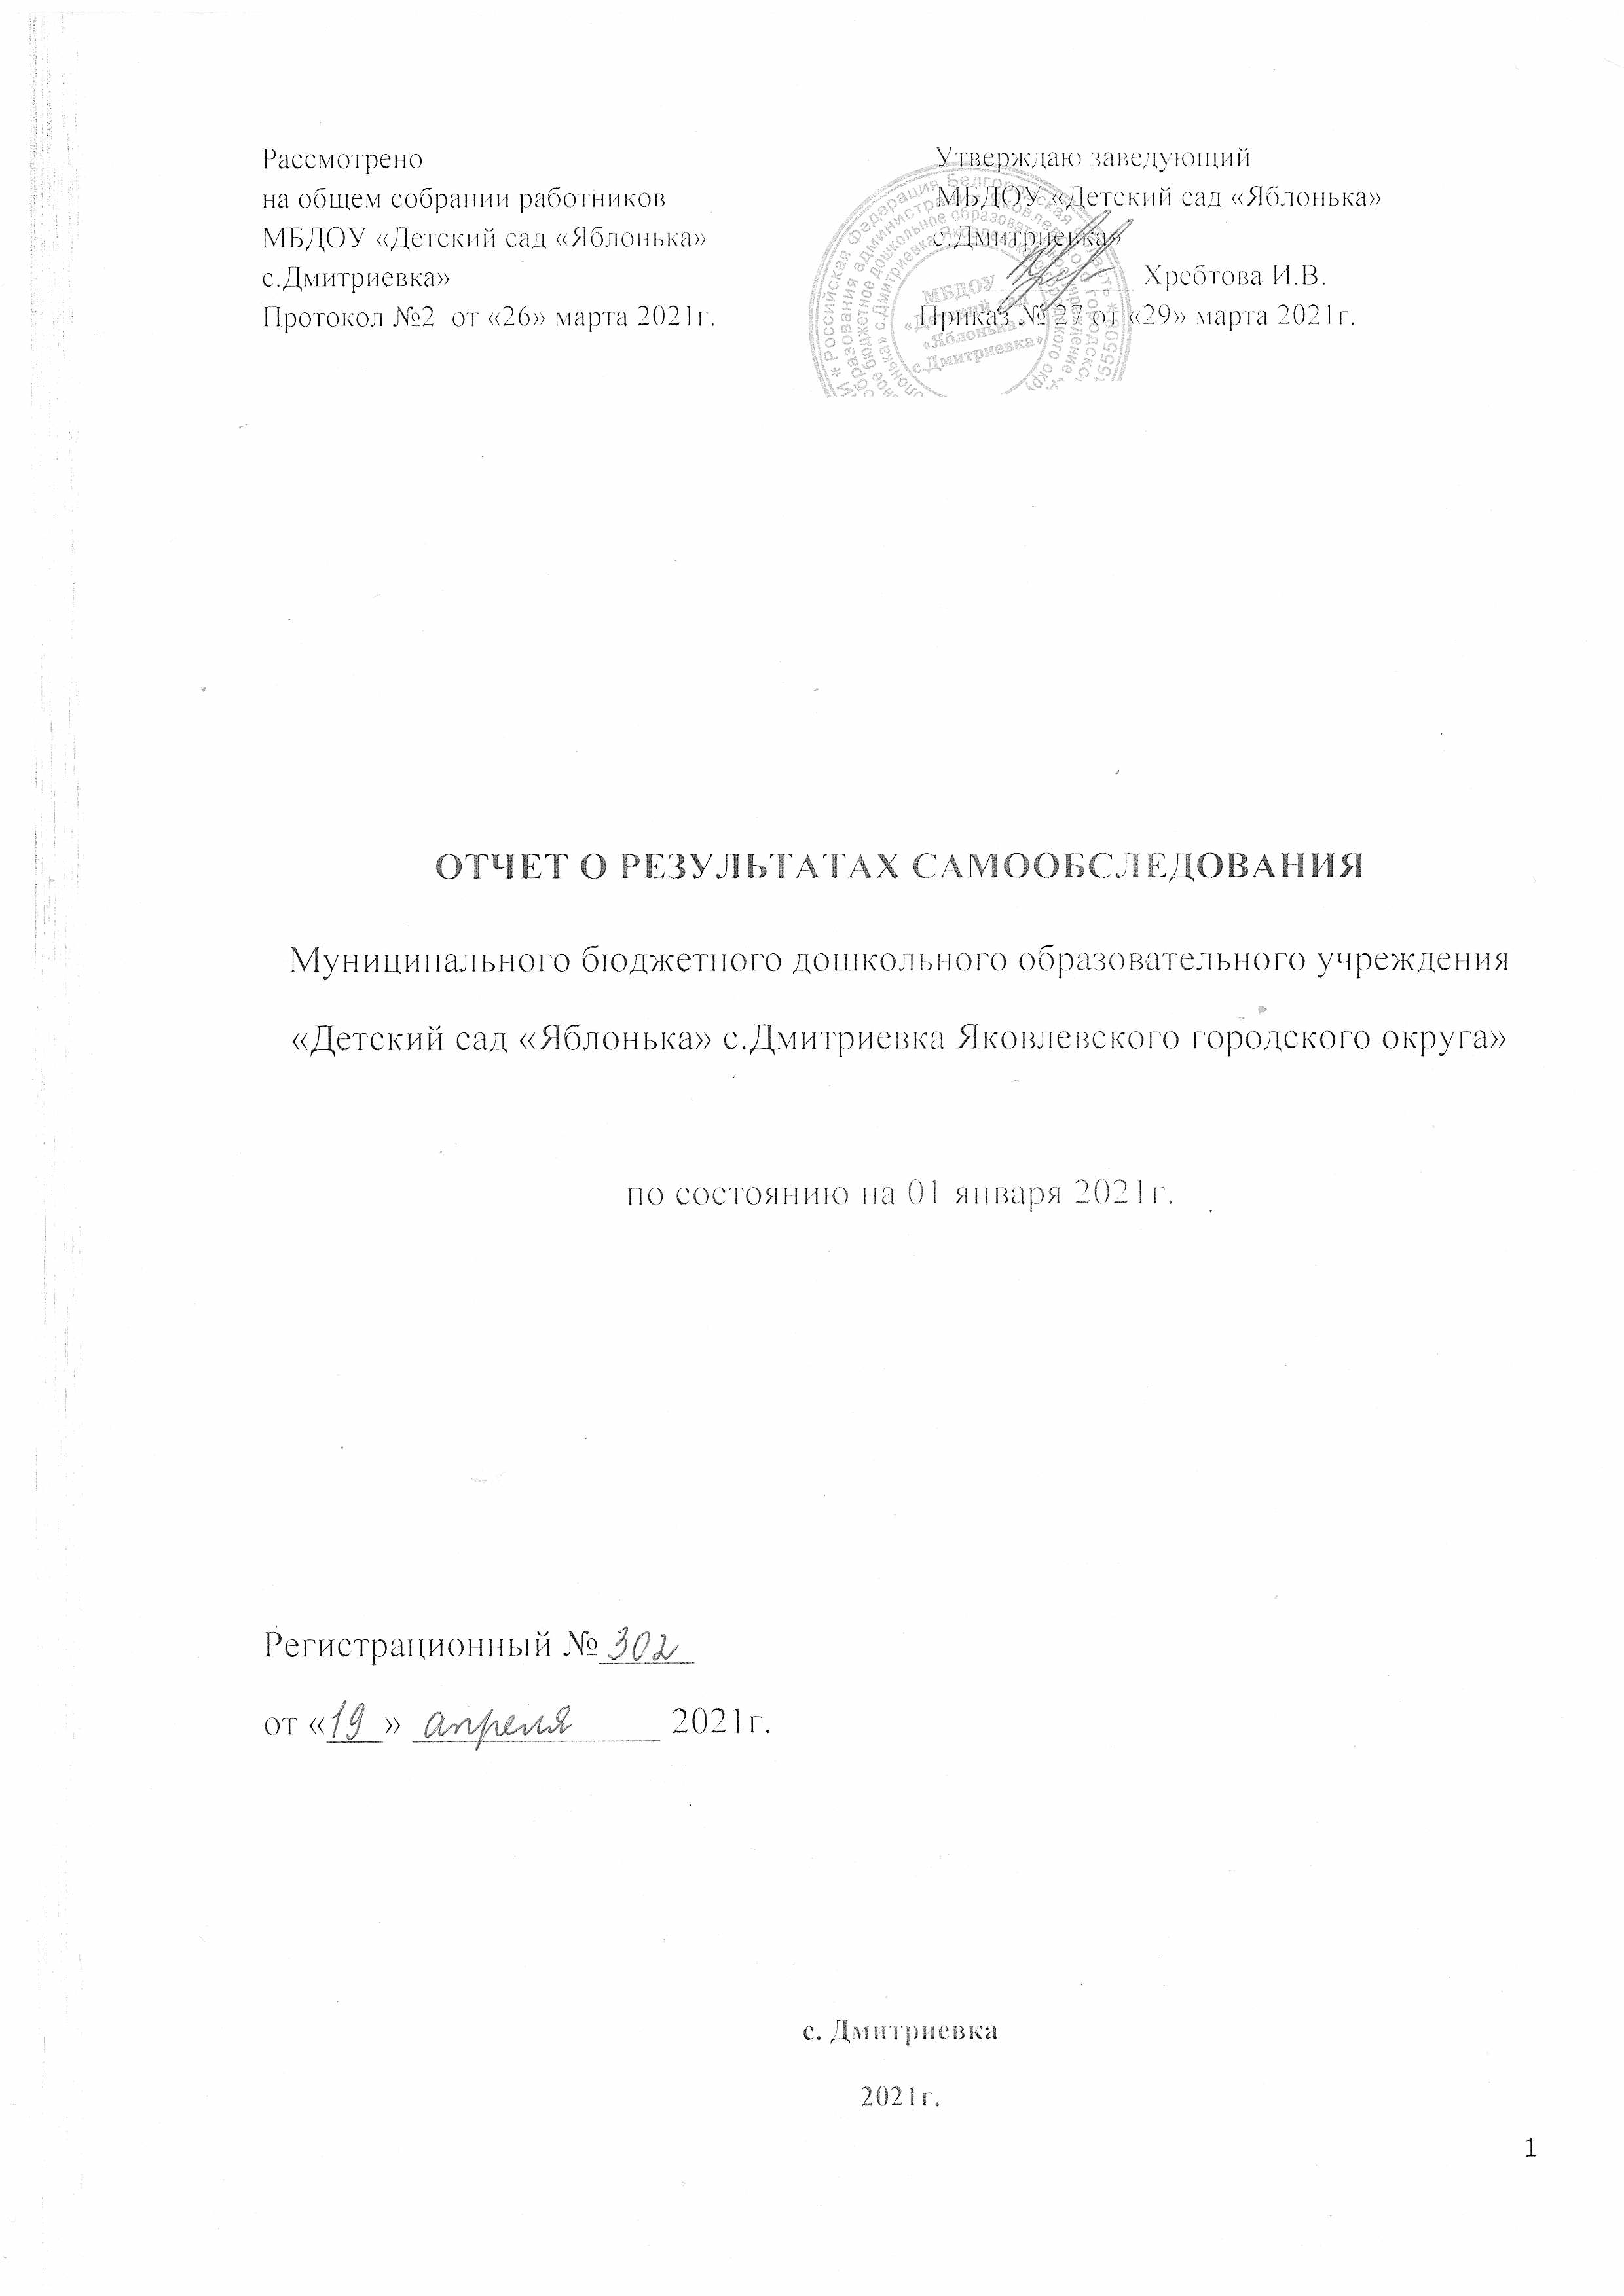 Рассмотрено
на общем собрании работников
МБДОУ «Детский сад «Яблонька»
с.Дмитриевка»
Протокол №2 от «26» марта 2021г.
Утверждаю заведующий
МБДОУ «Детский сад «Яблонька»
с.Дмитриевка»
Хребтова И.В.
Приказ № 27 от «29» марта 2021г.
МБДОУ
«Яблонька»
с.Дмитриевка»
ОТЧЕТ О РЕЗУЛЬТАТАХ САМООБСЛЕДОВАНИЯ
Муниципального бюджетного дошкольного образовательного учреждения
«Детский сад «Яблонька» с.Дмитриевка Яковлевского городского округа»
по состоянию на 01 января 2021г.
Регистрационный № 302
от «19» апреля 2021г.
с. Дмитриевка
2021г.
1